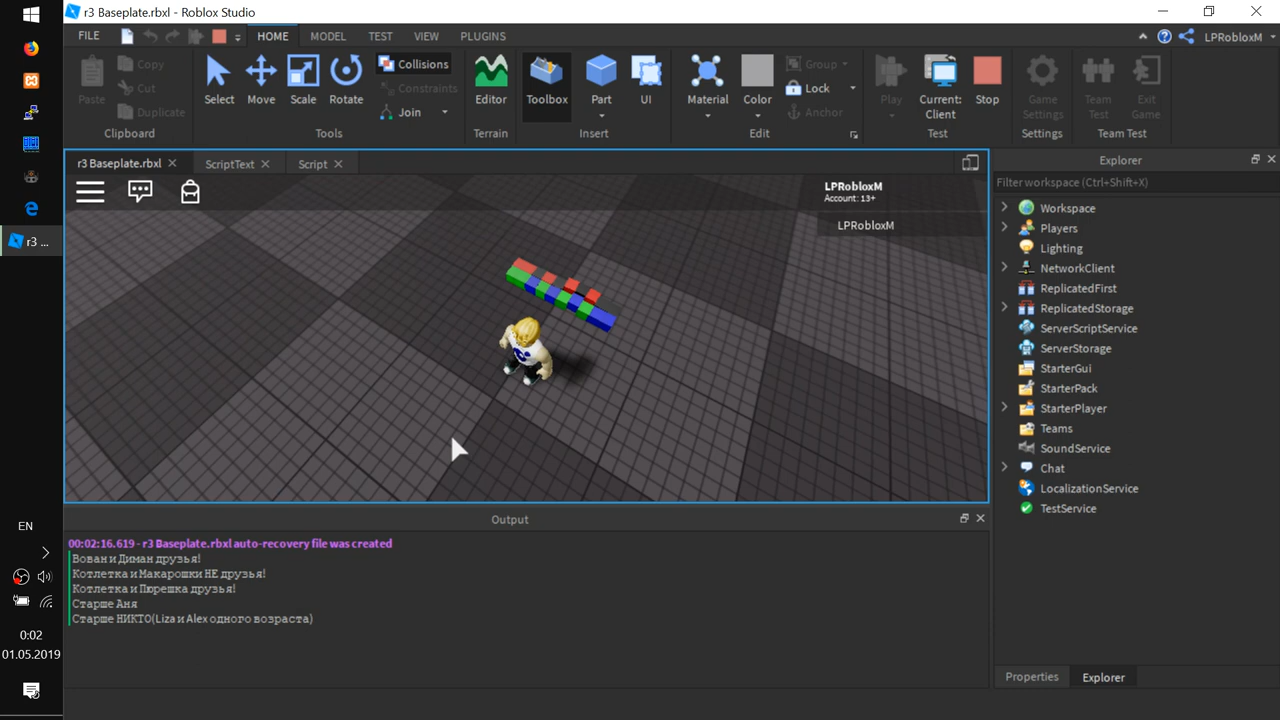 r3 Baseplate.rbxl - Roblox Studio
FILE
HOME
MODEL
TEST
VIEW
PLUGINS
LPRobloxM
Paste
Copy
Cut
Duplicate
Clipboard
Select
Move
Scale
Rotate
Collisions
Constraints
Join
Tools
Editor
Terrain
Toolbox
Part
UI
Insert
Material
Color
Group
Lock
Anchor
Edit
Play
Current:
Client
Stop
Test
Game
Settings
Settings
Team
Test
Exit
Game
Team Test
r3 Baseplate.rbxl
ScriptText
Script
LPRobloxM
Account: 13+
LPRobloxM
Explorer
Filter workspace (Ctrl+Shift+X)
Workspace
Players
Lighting
NetworkClient
ReplicatedFirst
ReplicatedStorage
ServerScriptService
ServerStorage
StarterGui
StarterPack
StarterPlayer
Teams
SoundService
Chat
LocalizationService
TestService
Properties
Explorer
Output
00:02:16.619 - r3 Baseplate.rbxl auto-recovery file was created
Вован и Диман друзья!
Котлетка и Макарошки НЕ друзья!
Котлетка и Пюрешка друзья!
Старше Аня
Старше НИКТО(Liza и Alex одного возраста)
r3 ...
EN
0:02
01.05.2019